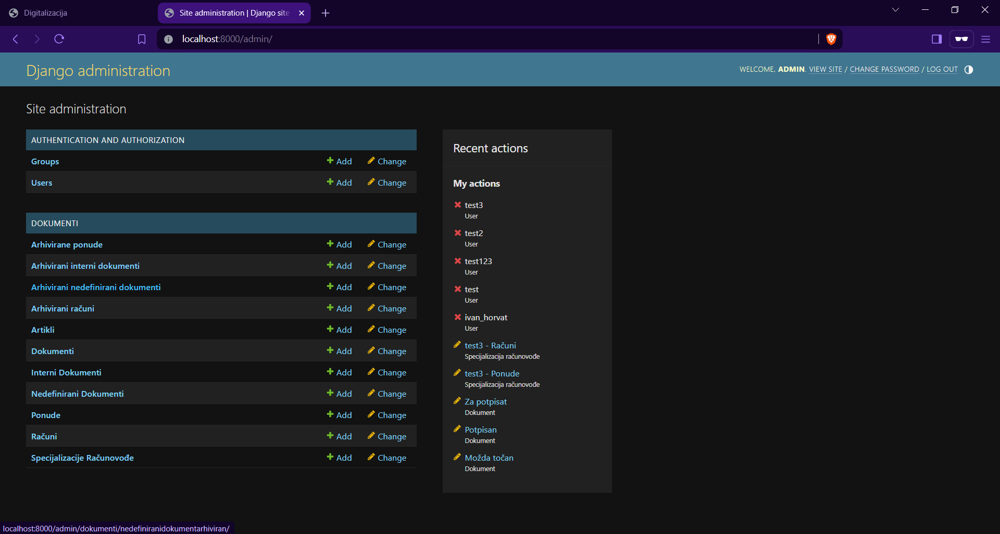 Digitalizacija
Site administration | Django site
localhost:8000/admin/
Django administration
WELCOME, ADMIN. VIEW SITE / CHANGE PASSWORD / LOG OUT
Site administration
AUTHENTICATION AND AUTHORIZATION
Groups Add Change
Users Add Change
DOKUMENTI
Arhivirane ponude Add Change
Arhivirani interni dokumenti Add Change
Arhivirani nedefinirani dokumenti Add Change
Arhivirani računi Add Change
Artikli Add Change
Dokumenti Add Change
Interni Dokumenti Add Change
Nedefinirani Dokumenti Add Change
Ponude Add Change
Računi Add Change
Specijalizacije Računovođe Add Change
Recent actions
My actions
test3
User
test2
User
test123
User
test
User
ivan_horvat
User
test3 - Računi
Specijalizacija računovođe
test3 - Ponude
Specijalizacija računovođe
Za potpisat
Dokument
Potpisan
Dokument
Možda točan
Dokument
localhost:8000/admin/dokumenti/nedefiniranidokumentarhiviran/